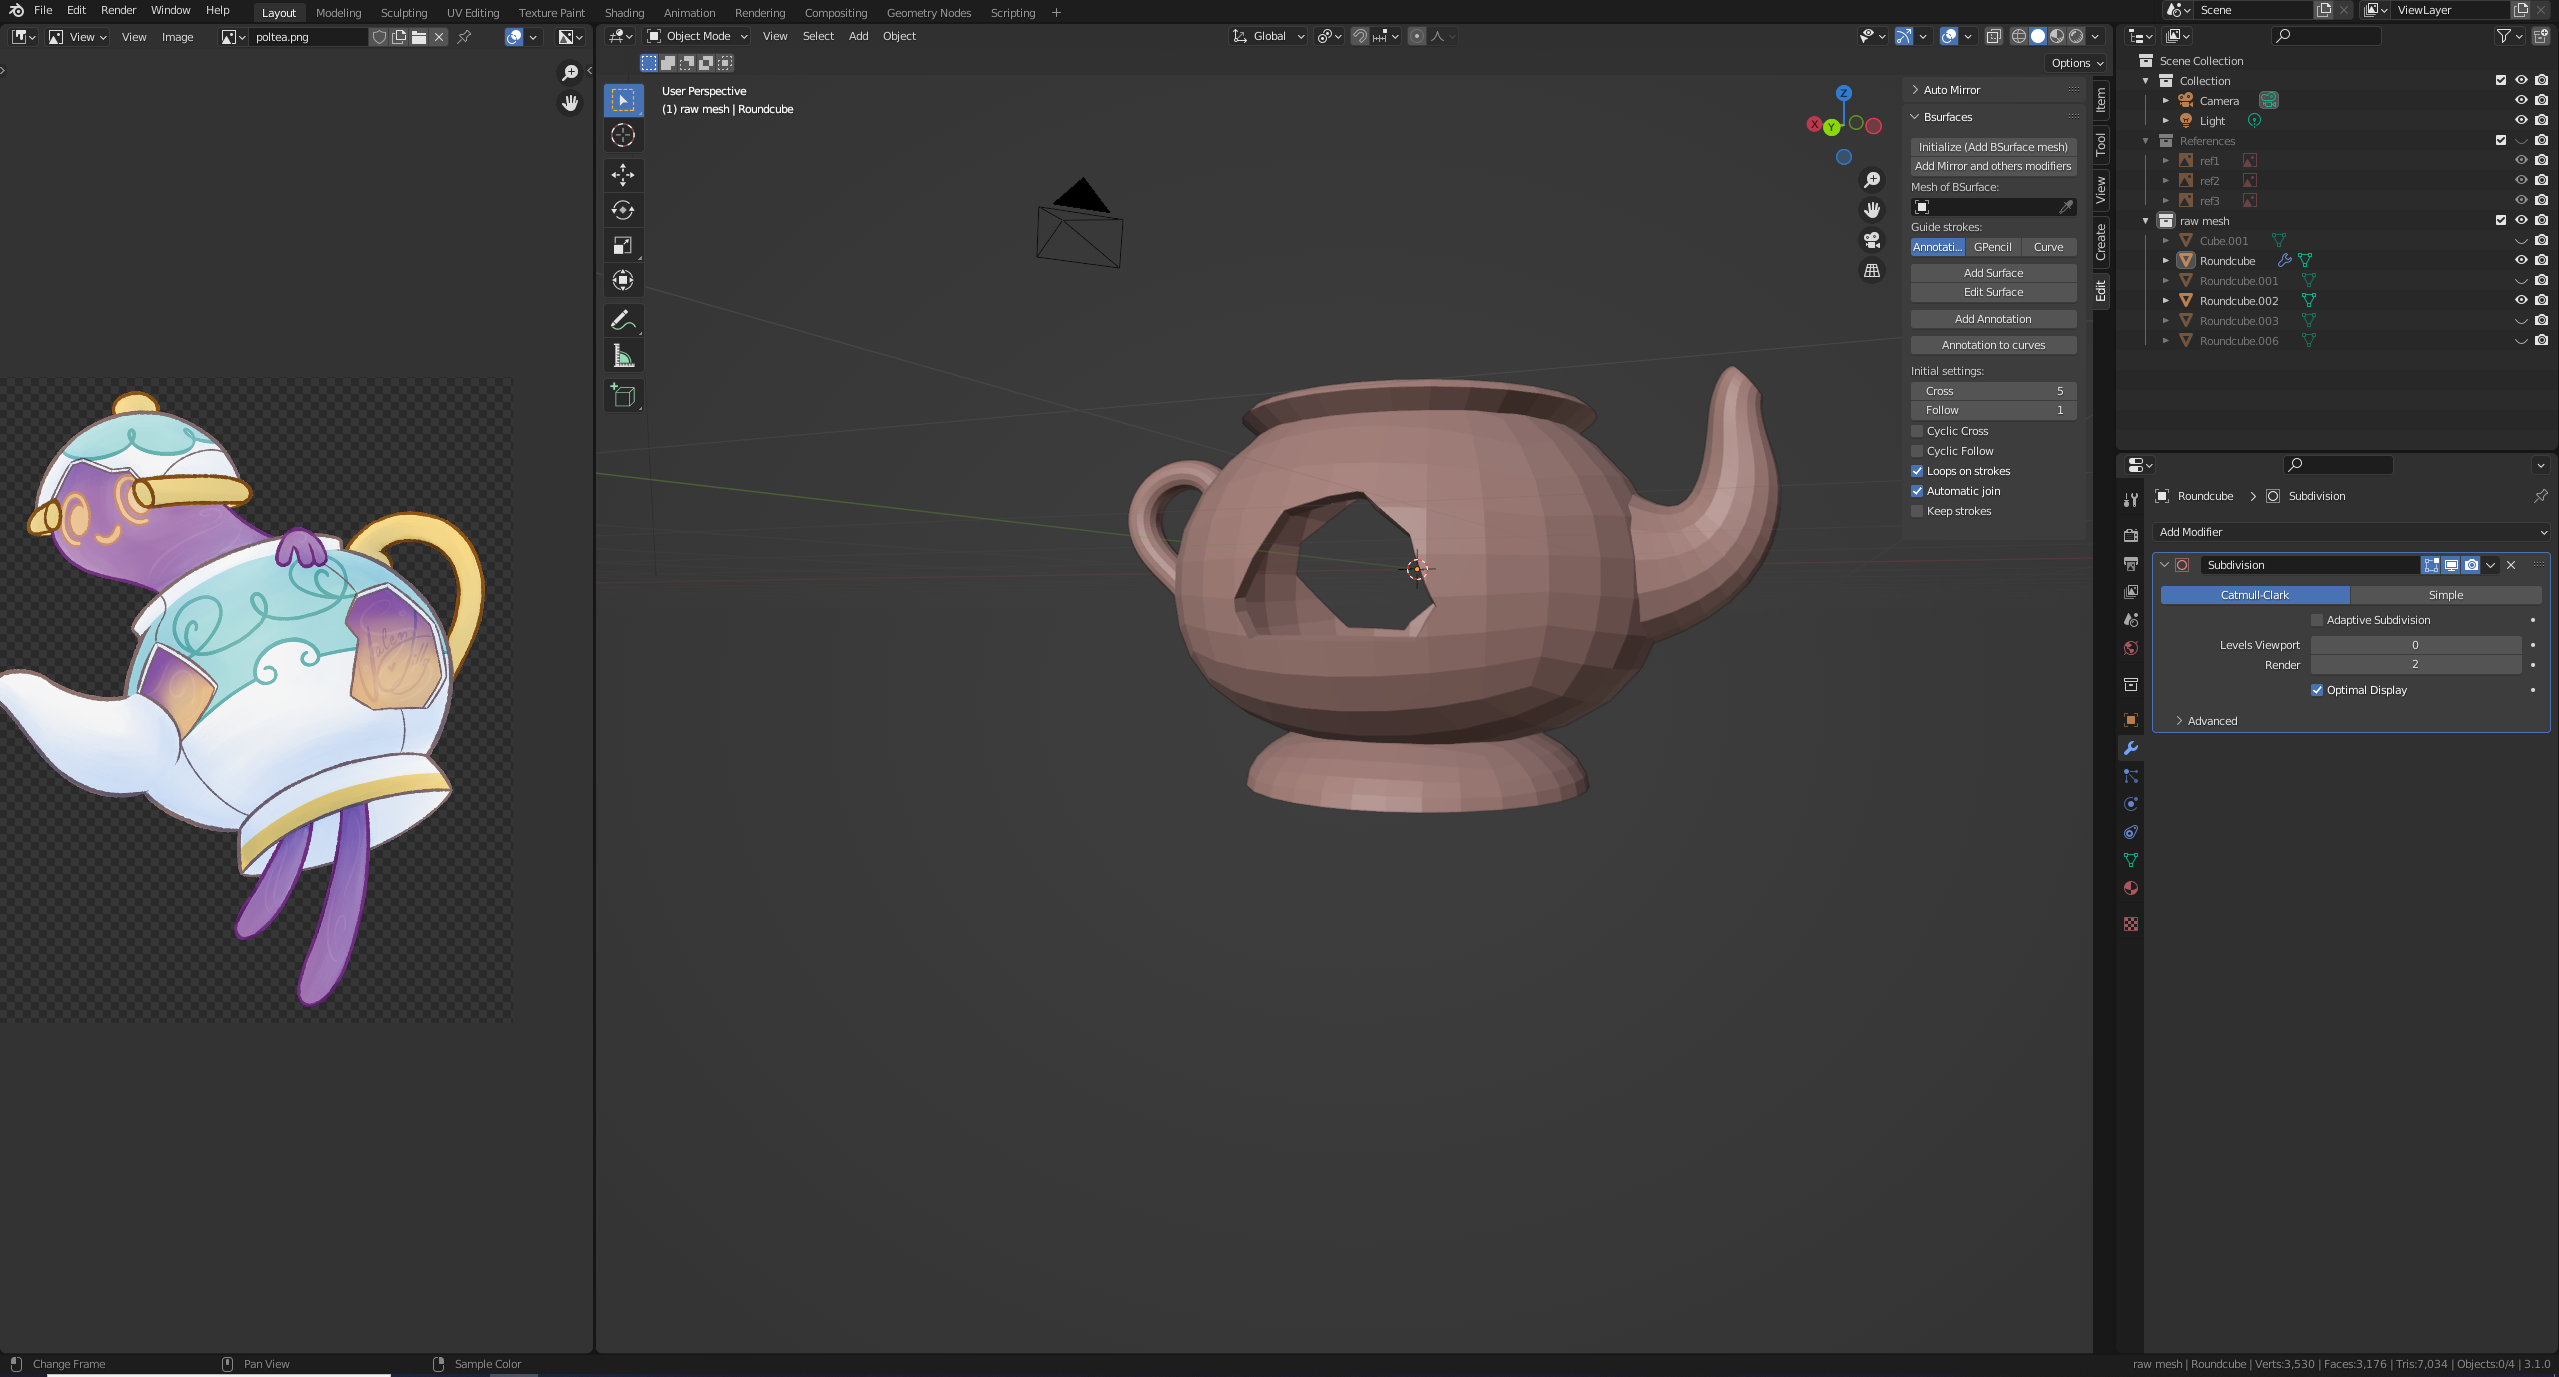 File Edit Render Window Help
Layout Modeling Sculpting UV Editing Texture Paint Shading Animation Rendering Compositing Geometry Nodes Scripting +
Scene
ViewLayer
View View Image poltea.png
Object Mode View Select Add Object
Global
Options
User Perspective
(1) raw mesh | Roundcube
Z
X
Y
Auto Mirror
Bsurfaces
Initialize (Add BSurface mesh)
Add Mirror and others modifiers
Mesh of BSurface:
Guide strokes:
Annotati... GPencil Curve
Add Surface
Edit Surface
Add Annotation
Annotation to curves
Initial settings:
Cross 5
Follow 1
Cyclic Cross
Cyclic Follow
Loops on strokes
Automatic join
Keep strokes
Item
Tool
View
Create
Edit
Scene Collection
Collection
Camera
Light
References
ref1
ref2
ref3
raw mesh
Cube.001
Roundcube
Roundcube.001
Roundcube.002
Roundcube.003
Roundcube.006
Roundcube > Subdivision
Add Modifier
Subdivision
Catmull-Clark Simple
Adaptive Subdivision
Levels Viewport 0
Render 2
Optimal Display
Advanced
Change Frame Pan View Sample Color
raw mesh | Roundcube | Verts:3,530 | Faces:3,176 | Tris:7,034 | Objects:0/4 | 3.1.0